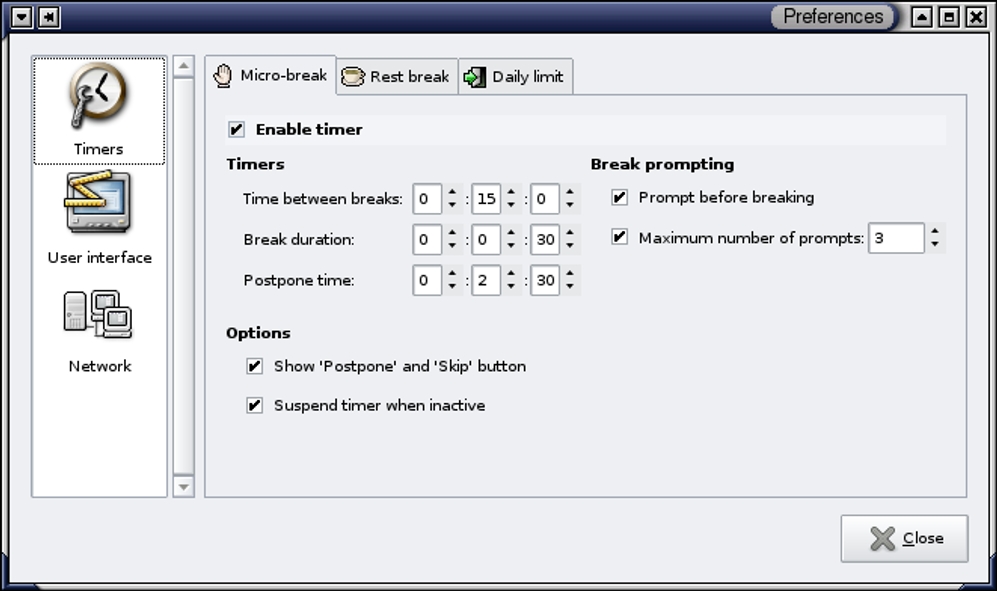 Preferences
Timers
User interface
Network
Micro-break Rest break Daily limit
Enable timer
Timers
Time between breaks: 0 : 15 : 0
Break duration: 0 : 0 : 30
Postpone time: 0 : 2 : 30
Break prompting
Prompt before breaking
Maximum number of prompts: 3
Options
Show 'Postpone' and 'Skip' button
Suspend timer when inactive
Close